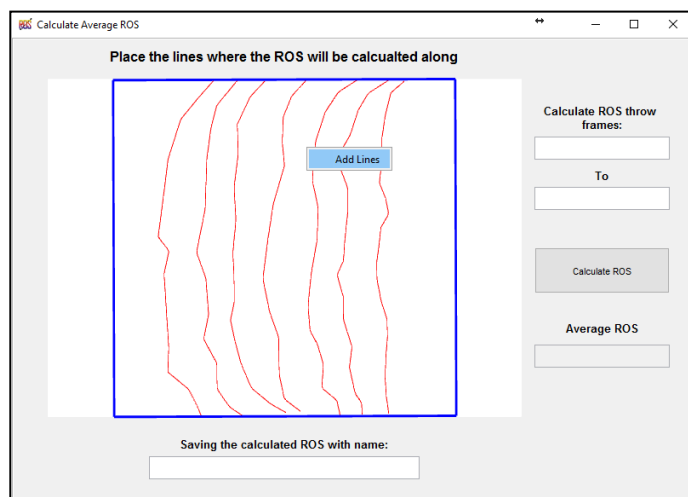 Calculate Average ROS
Place the lines where the ROS will be calcualted along
Add Lines
Calculate ROS throw
frames:
To
Calculate ROS
Average ROS
Saving the calculated ROS with name: